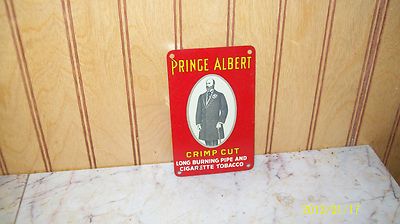 PRINCE ALBERT
CRIMP CUT
LONG BURNING PIPE AND
CIGARETTE TOBACCO